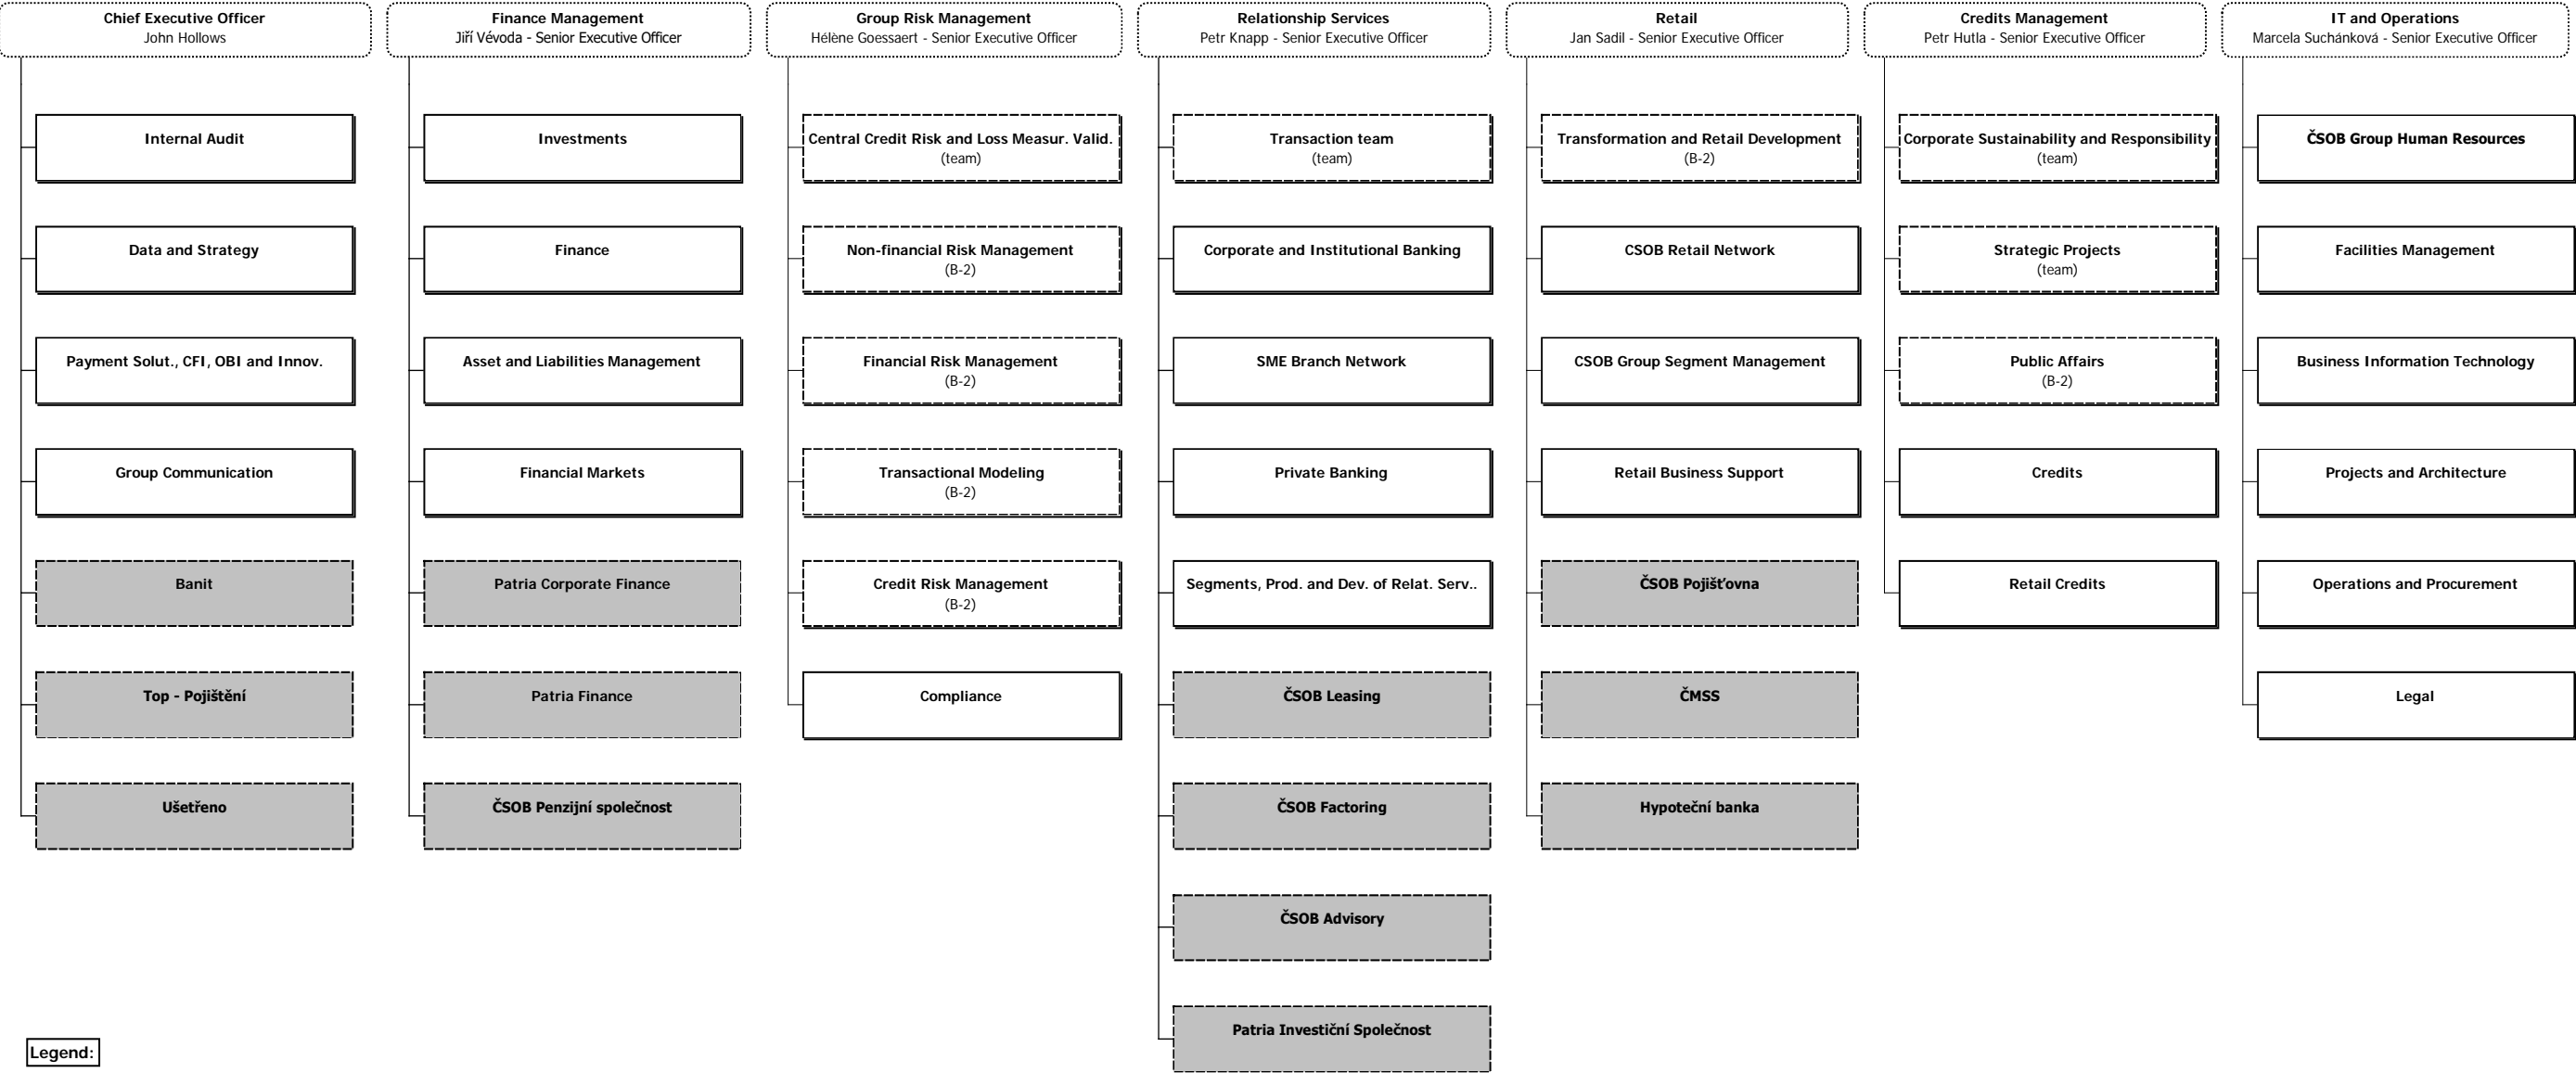 Chief Executive Officer
John Hollows
Internal Audit
Data and Strategy
Payment Solut., CFI, OBI and Innov.
Group Communication
Banit
Top - Pojištění
Ušetřeno
Finance Management
Jiří Vévoda - Senior Executive Officer
Investments
Finance
Asset and Liabilities Management
Financial Markets
Patria Corporate Finance
Patria Finance
ČSOB Penzijní společnost
Group Risk Management
Hélène Goessaert - Senior Executive Officer
Central Credit Risk and Loss Measur. Valid.
(team)
Non-financial Risk Management
(B-2)
Financial Risk Management
(B-2)
Transactional Modeling
(B-2)
Credit Risk Management
(B-2)
Compliance
Relationship Services
Petr Knapp - Senior Executive Officer
Transaction team
(team)
Corporate and Institutional Banking
SME Branch Network
Private Banking
Segments, Prod. and Dev. of Relat. Serv..
ČSOB Leasing
ČSOB Factoring
ČSOB Advisory
Patria Investiční Společnost
Retail
Jan Sadil - Senior Executive Officer
Transformation and Retail Development
(B-2)
CSOB Retail Network
CSOB Group Segment Management
Retail Business Support
ČSOB Pojišťovna
ČMSS
Hypoteční banka
Credits Management
Petr Hutla - Senior Executive Officer
Corporate Sustainability and Responsibility
(team)
Strategic Projects
(team)
Public Affairs
(B-2)
Credits
Retail Credits
IT and Operations
Marcela Suchánková - Senior Executive Officer
ČSOB Group Human Resources
Facilities Management
Business Information Technology
Projects and Architecture
Operations and Procurement
Legal
Legend: